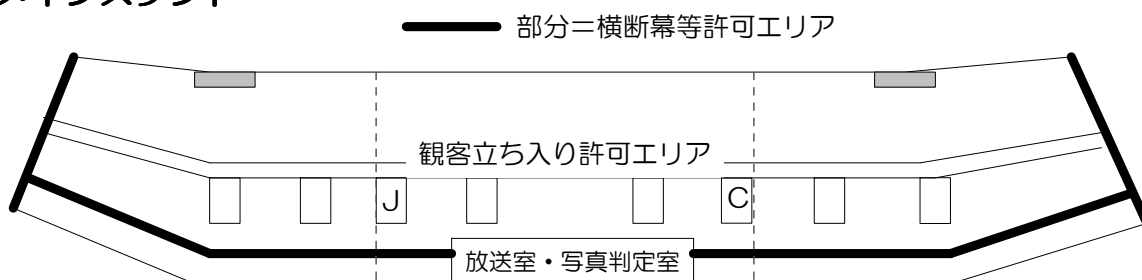 メインスタンド
部分＝横断幕等許可エリア
観客立ち入り許可エリア
J
C
放送室・写真判定室